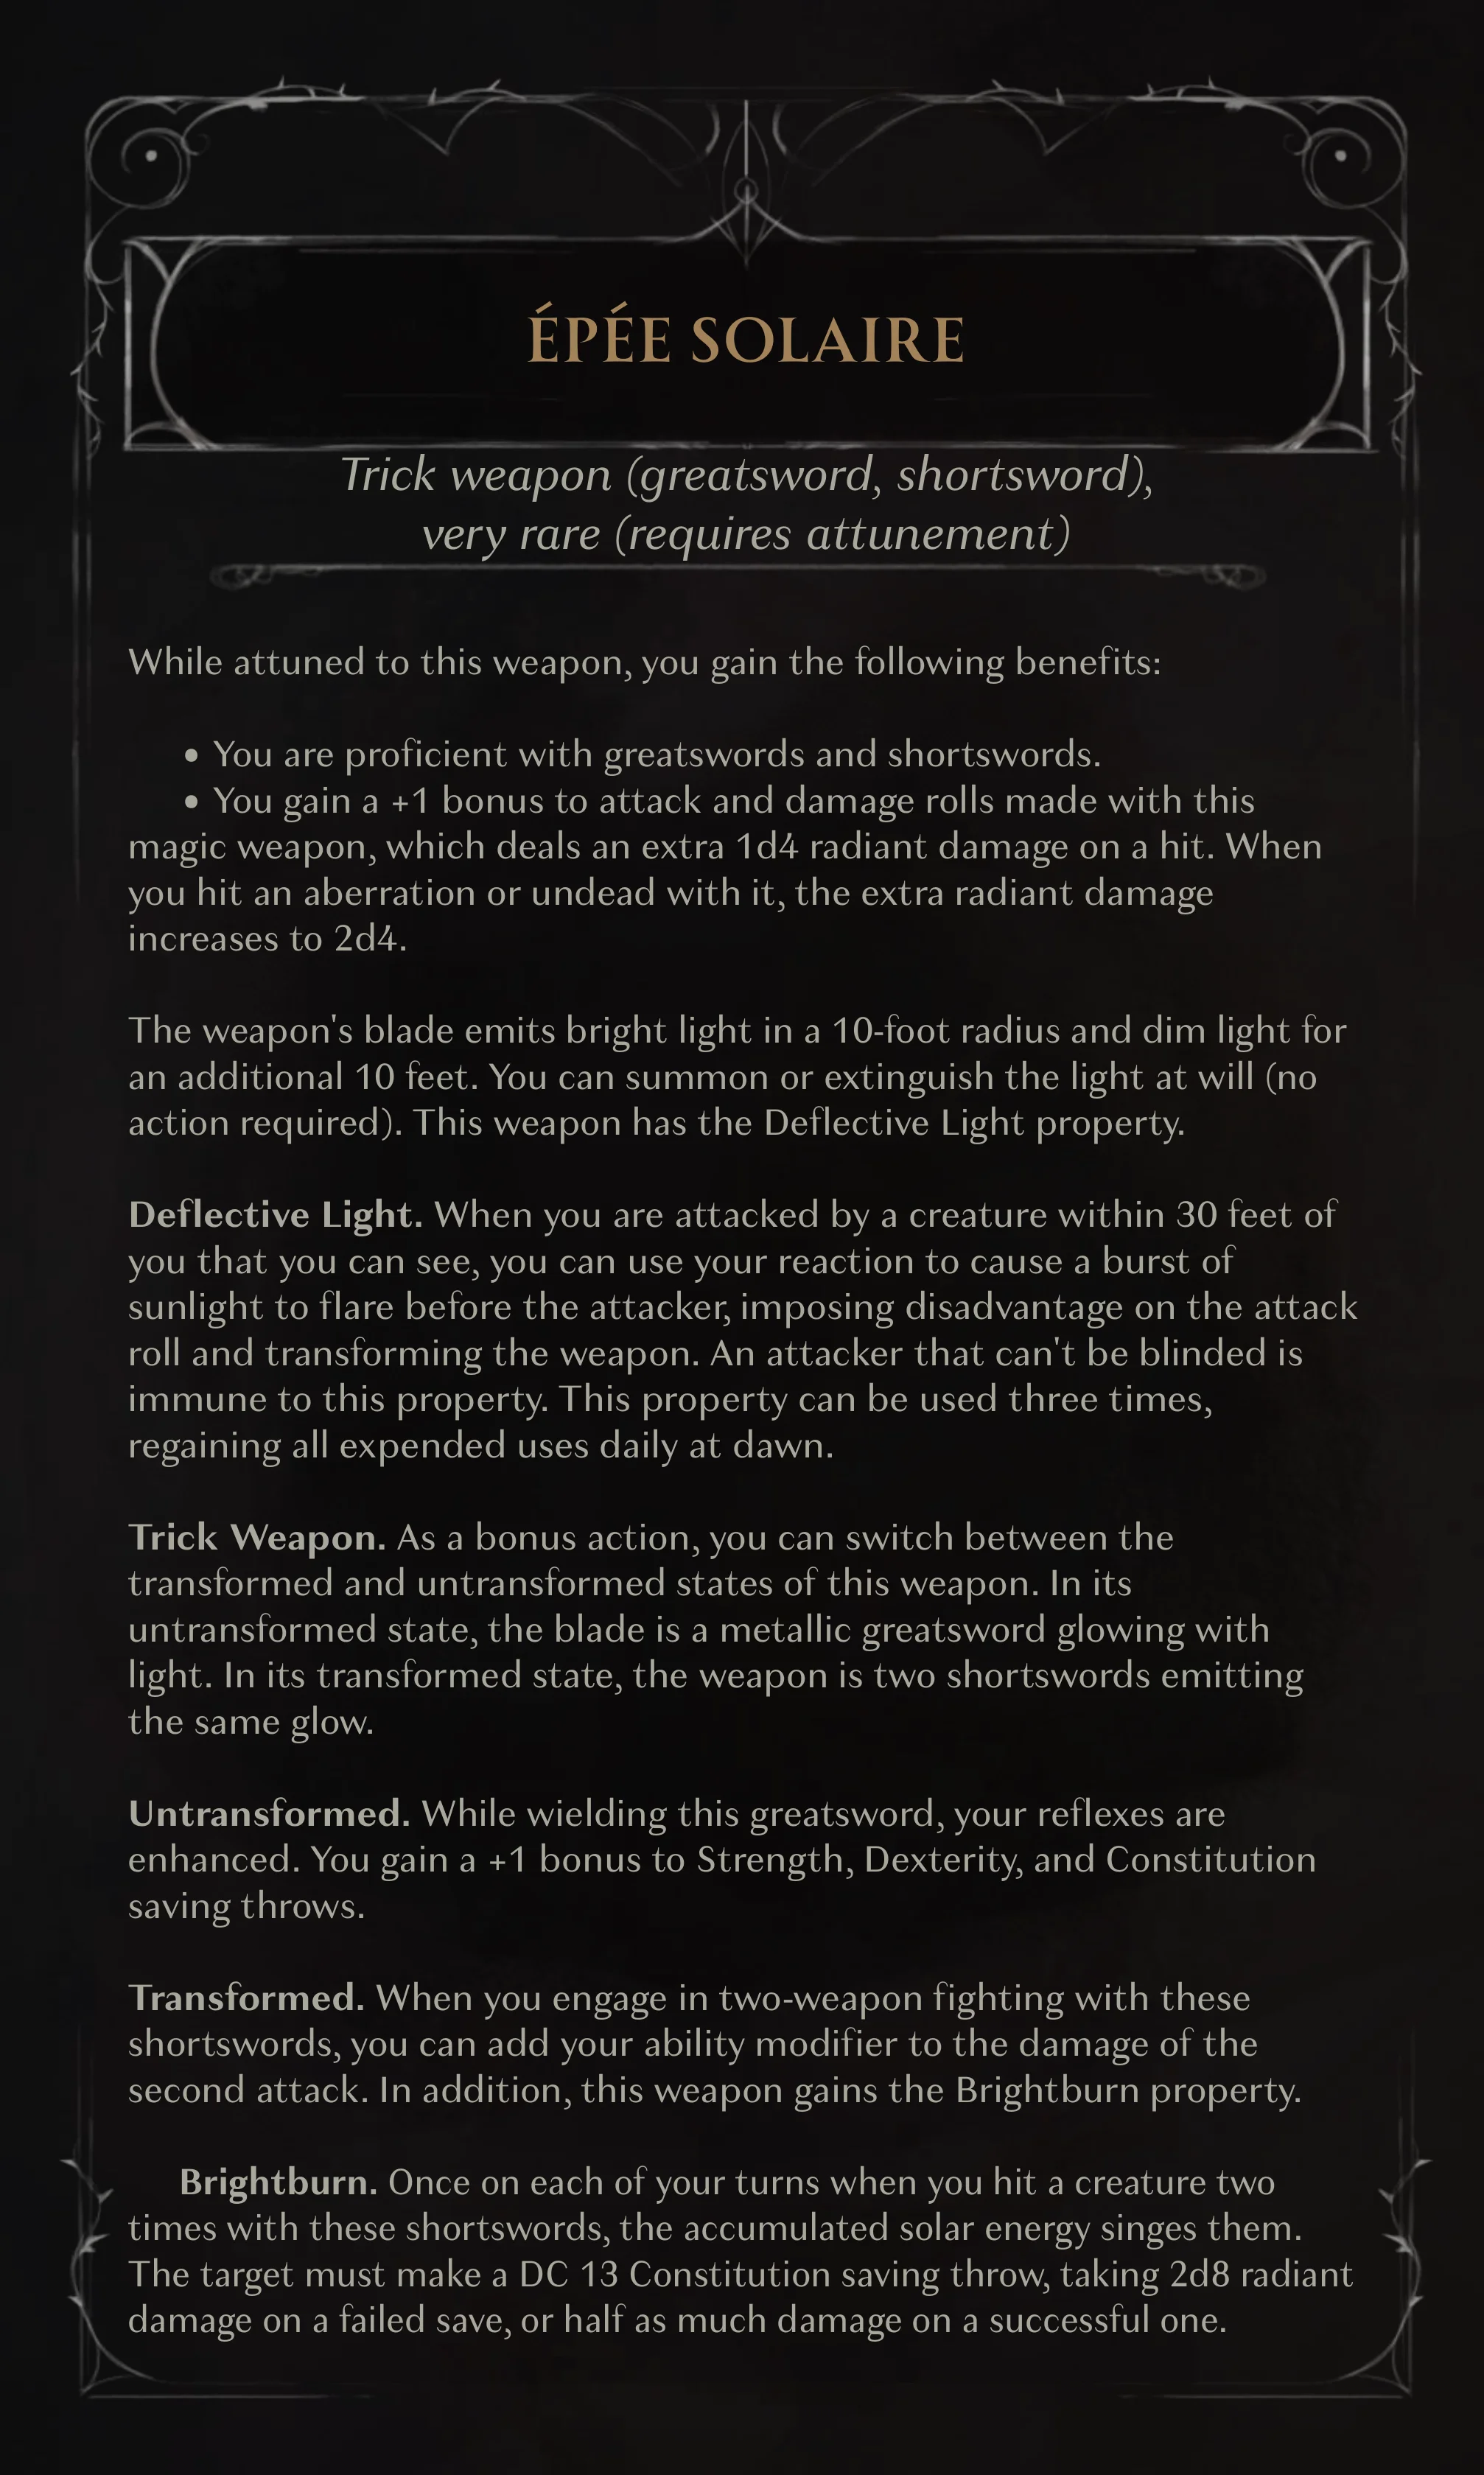 ÉPÉE SOLAIRE
Trick weapon (greatsword, shortsword),
very rare (requires attunement)
While attuned to this weapon, you gain the following benefits:
• You are proficient with greatswords and shortswords.
• You gain a +1 bonus to attack and damage rolls made with this
magic weapon, which deals an extra 1d4 radiant damage on a hit. When
you hit an aberration or undead with it, the extra radiant damage
increases to 2d4.
The weapon's blade emits bright light in a 10-foot radius and dim light for
an additional 10 feet. You can summon or extinguish the light at will (no
action required). This weapon has the Deflective Light property.
Deflective Light. When you are attacked by a creature within 30 feet of
you that you can see, you can use your reaction to cause a burst of
sunlight to flare before the attacker, imposing disadvantage on the attack
roll and transforming the weapon. An attacker that can't be blinded is
immune to this property. This property can be used three times,
regaining all expended uses daily at dawn.
Trick Weapon. As a bonus action, you can switch between the
transformed and untransformed states of this weapon. In its
untransformed state, the blade is a metallic greatsword glowing with
light. In its transformed state, the weapon is two shortswords emitting
the same glow.
Untransformed. While wielding this greatsword, your reflexes are
enhanced. You gain a +1 bonus to Strength, Dexterity, and Constitution
saving throws.
Transformed. When you engage in two-weapon fighting with these
shortswords, you can add your ability modifier to the damage of the
second attack. In addition, this weapon gains the Brightburn property.
Brightburn. Once on each of your turns when you hit a creature two
times with these shortswords, the accumulated solar energy singes them.
The target must make a DC 13 Constitution saving throw, taking 2d8 radiant
damage on a failed save, or half as much damage on a successful one.